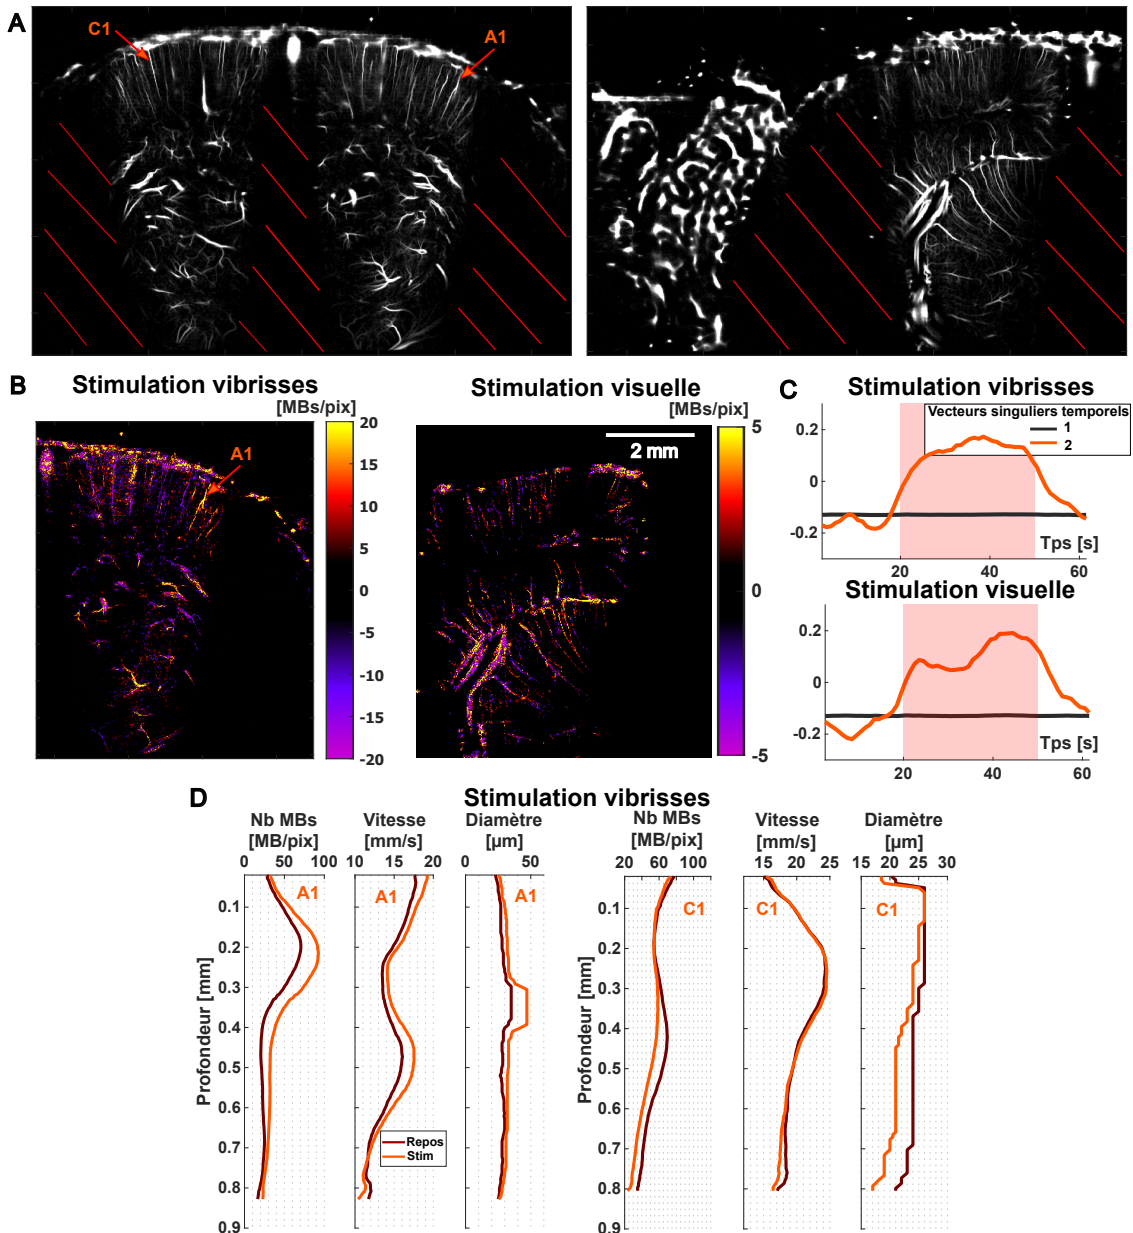 A
C1
A1
B
Stimulation vibrisses
[MBs/pix]
A1
20
15
10
5
0
-5
-10
-15
-20
Stimulation visuelle
[MBs/pix]
2 mm
5
0
-5
C
Stimulation vibrisses
Vecteurs singuliers temporels
1
2
0.2
0
-0.2
20 40 60
Tps [s]
Stimulation visuelle
0.2
0
-0.2
20 40 60
Tps [s]
D
Stimulation vibrisses
Nb MBs
[MB/pix]
0 50 100
A1
Vitesse
[mm/s]
10 15 20
A1
Diamètre
[µm]
0 50
A1
Profondeur [mm]
0.1
0.2
0.3
0.4
0.5
0.6
0.7
0.8
0.9
Repos
Stim
Nb MBs
[MB/pix]
20 60 100
C1
Vitesse
[mm/s]
15 20 25
C1
Diamètre
[µm]
15 20 25 30
C1
Profondeur [mm]
0.1
0.2
0.3
0.4
0.5
0.6
0.7
0.8
0.9